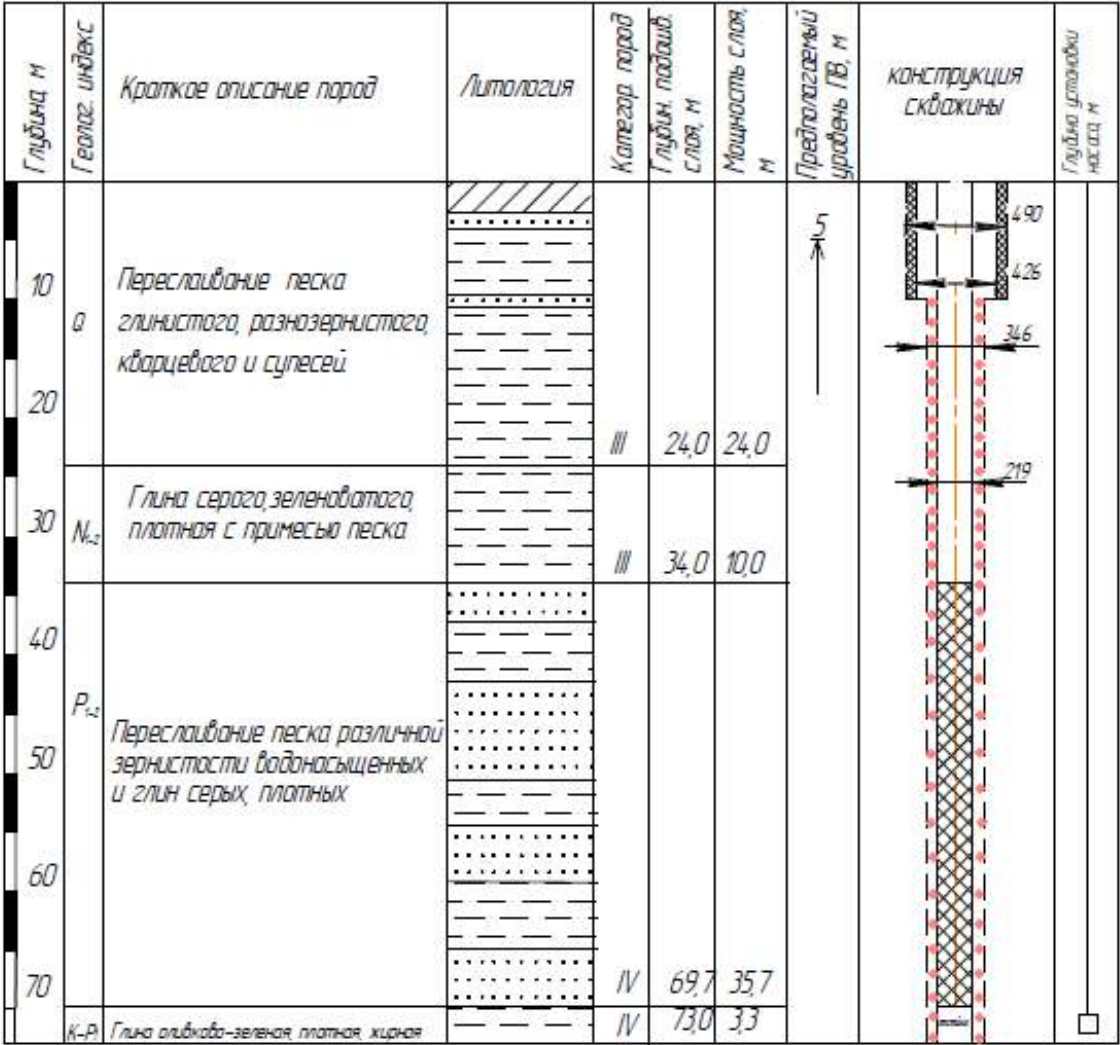 Глубина, м
Геолог. индекс
Краткое описание пород
Литология
Категор. пород
Глубин. подошв.
слоя, м
Мощность слоя,
м
Предполагаемый
уровень ПВ, м
конструкция
скважины
Глубина установки
насоса, м
10
20
30
40
50
60
70
Q
Переслаивание песка
глинистого, разнозернистого,
кварцевого и супесей.
III 24,0 24,0
5
490
426
346
219
N₁₋₂
Глина серого, зеленоватого,
плотная с примесью песка
III 34,0 10,0
P₁₋₂
Переслаивание песка различной
зернистости водонасыщенных
и глин серых, плотных
IV 69,7 35,7
K-P₁ Глина оливково-зеленая, плотная, жирная
IV 73,0 3,3